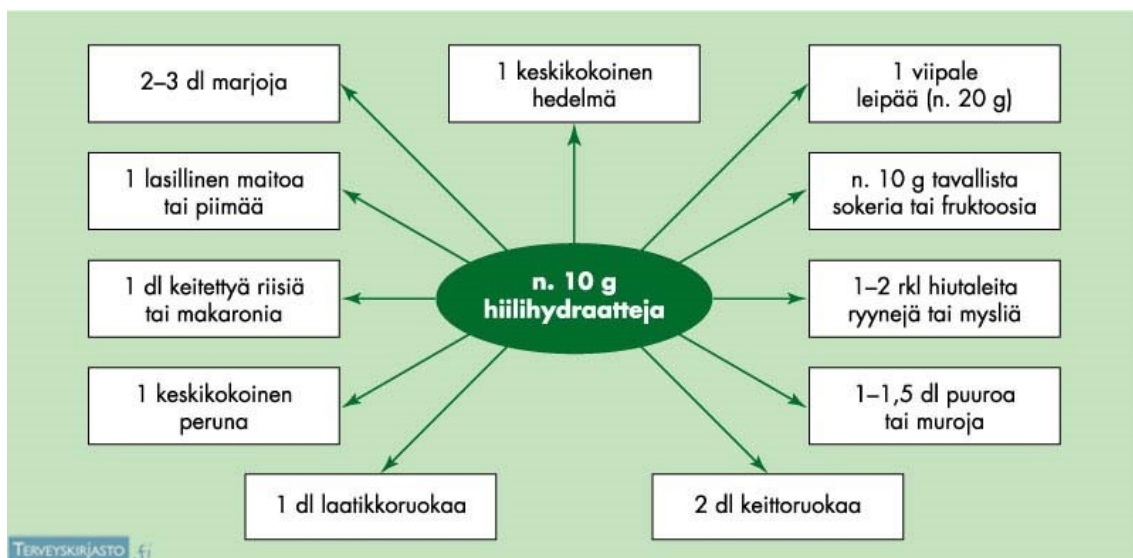 2–3 dl marjoja
1 keskikokoinen
hedelmä
1 viipale
leipää (n. 20 g)
1 lasillinen maitoa
tai piimää
n. 10 g tavallista
sokeria tai fruktoosia
n. 10 g
hiilihydraatteja
1 dl keitettyä riisiä
tai makaronia
1–2 rkl hiutaleita
ryynejä tai mysliä
1 keskikokoinen
peruna
1–1,5 dl puuroa
tai muroja
1 dl laatikkoruokaa
2 dl keittoruokaa
TERVEYSKIRJASTO .fi